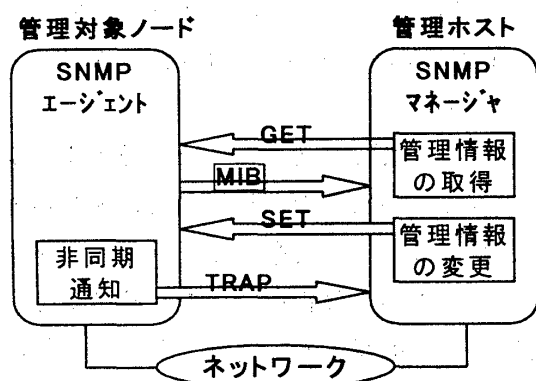 管理対象ノード
管理ホスト
SNMP
エージェント
SNMP
マネージャ
GET
管理情報
の取得
MIB
SET
管理情報
の変更
非同期
通知
TRAP
ネットワーク